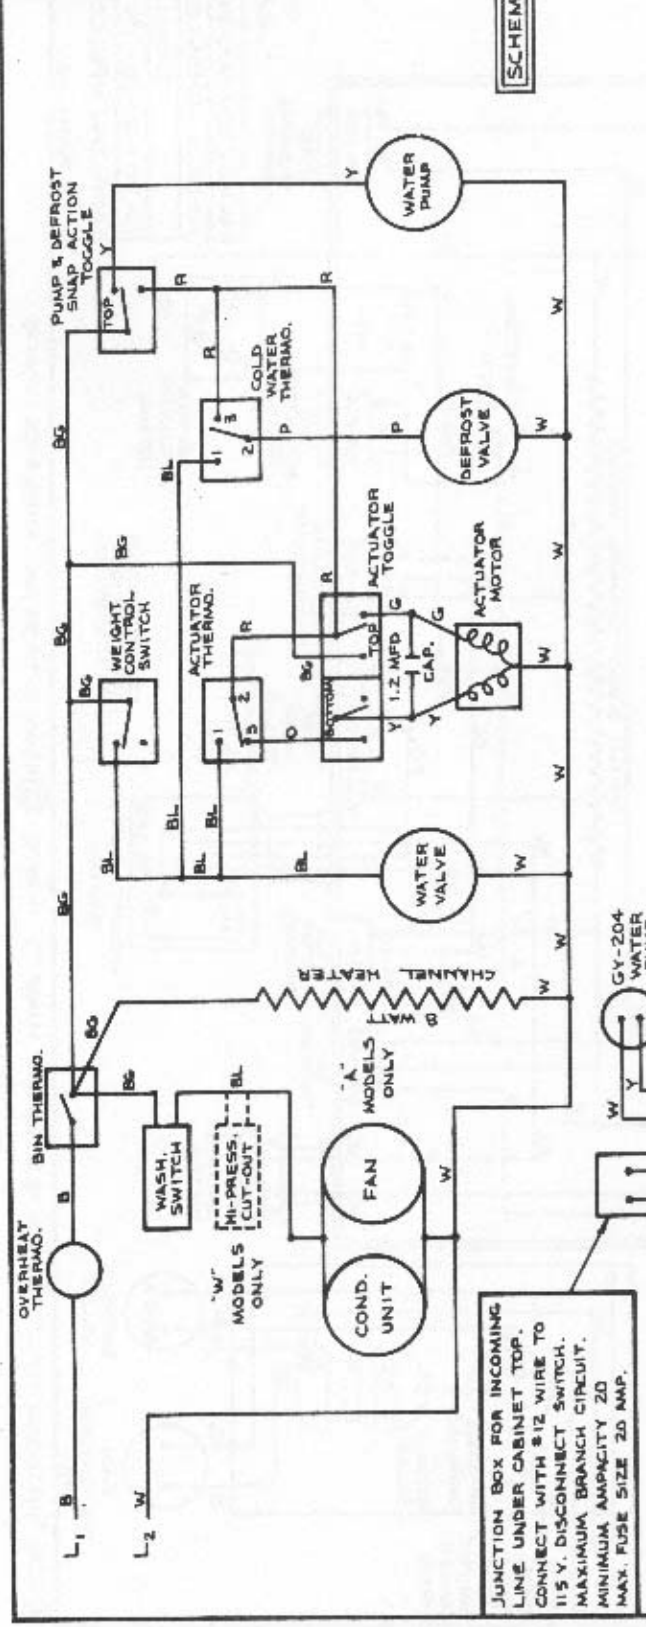 SCHEM
L1
B
OVERHEAT
THERMO.
B
BIN THERMO.
BG
BG
WEIGHT
CONTROL
SWITCH
BG
BG
BG
PUMP & DEFROST
SNAP ACTION
TOGGLE
TOP
Y
L2
W
WASH.
SWITCH
BG
BG
"W"
MODELS
ONLY
HI-PRESS.
CUT-OUT
BL
BL
BL
BL
BL
BL
BL
ACTUATOR
THERMO.
1
2
3
R
O
BL
1
2
3
COLD
WATER
THERMO.
R
R
P
COND.
UNIT
FAN
"A"
MODELS
ONLY
8 WATT
CHANNEL HEATER
BOTTOM
BG
TOP
R
ACTUATOR
TOGGLE
R
Y
1.2 MFD
CAP.
G
Y
G
P
Y
WATER
VALVE
ACTUATOR
MOTOR
DEFROST
VALVE
WATER
PUMP
W
W
W
W
W
W
W
W
W
W
JUNCTION BOX FOR INCOMING
LINE UNDER CABINET TOP.
CONNECT WITH #12 WIRE TO
115 V. DISCONNECT SWITCH.
MAXIMUM BRANCH CIRCUIT.
MINIMUM AMPACITY 20
MAX. FUSE SIZE 20 AMP.
GY-204
WATER
W
Y